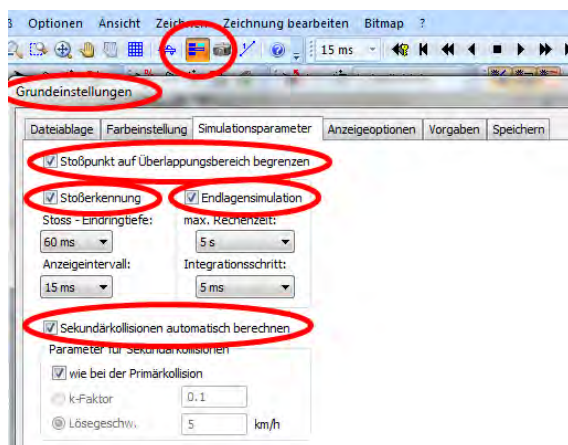 Optionen Ansicht Zeichnen Zeichnung bearbeiten Bitmap ?
15 ms
Grundeinstellungen
Dateiablage Farbeinstellung Simulationsparameter Anzeigeoptionen Vorgaben Speichern
Stoßpunkt auf Überlappungsbereich begrenzen
Stoßerkennung Endlagensimulation
Stoss - Eindringtiefe: max. Rechenzeit:
60 ms 5 s
Anzeigeintervall: Integrationsschritt:
15 ms 5 ms
Sekundärkollisionen automatisch berechnen
Parameter für Sekundärkollisionen
wie bei der Primärkollision
k-Faktor 0.1
Lösegeschw. 5 km/h